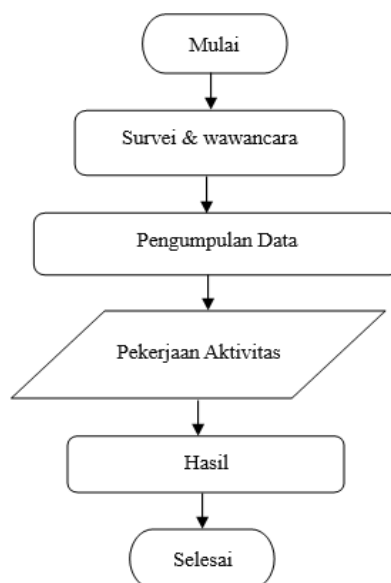 Mulai
Survei & wawancara
Pengumpulan Data
Pekerjaan Aktivitas
Hasil
Selesai